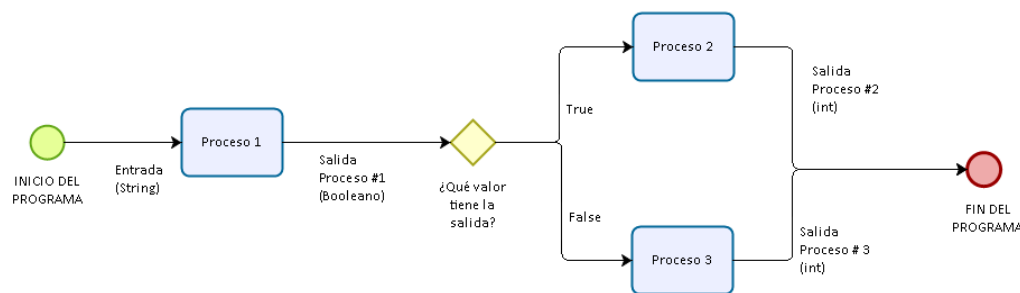 INICIO DEL
PROGRAMA
Entrada
(String)
Proceso 1
Salida
Proceso #1
(Booleano)
¿Qué valor
tiene la
salida?
True
False
Proceso 2
Proceso 3
Salida
Proceso #2
(int)
Salida
Proceso # 3
(int)
FIN DEL
PROGRAMA